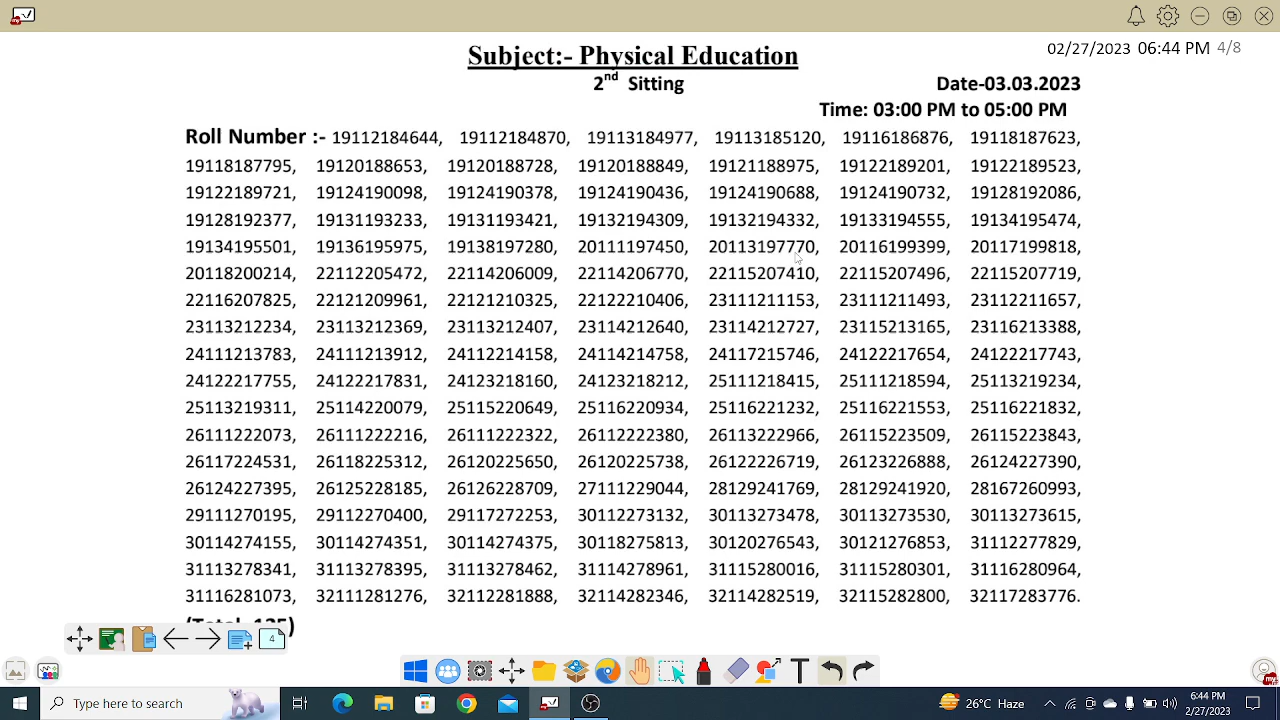 02/27/2023 06:44 PM 4/8
Subject:- Physical Education
2nd Sitting Date-03.03.2023
Time: 03:00 PM to 05:00 PM
Roll Number :- 19112184644, 19112184870, 19113184977, 19113185120, 19116186876, 19118187623,
19118187795, 19120188653, 19120188728, 19120188849, 19121188975, 19122189201, 19122189523,
19122189721, 19124190098, 19124190378, 19124190436, 19124190688, 19124190732, 19128192086,
19128192377, 19131193233, 19131193421, 19132194309, 19132194332, 19133194555, 19134195474,
19134195501, 19136195975, 19138197280, 20111197450, 20113197770, 20116199399, 20117199818,
20118200214, 22112205472, 22114206009, 22114206770, 22115207410, 22115207496, 22115207719,
22116207825, 22121209961, 22121210325, 22122210406, 23111211153, 23111211493, 23112211657,
23113212234, 23113212369, 23113212407, 23114212640, 23114212727, 23115213165, 23116213388,
24111213783, 24111213912, 24112214158, 24114214758, 24117215746, 24122217654, 24122217743,
24122217755, 24122217831, 24123218160, 24123218212, 25111218415, 25111218594, 25113219234,
25113219311, 25114220079, 25115220649, 25116220934, 25116221232, 25116221553, 25116221832,
26111222073, 26111222216, 26111222322, 26112222380, 26113222966, 26115223509, 26115223843,
26117224531, 26118225312, 26120225650, 26120225738, 26122226719, 26123226888, 26124227390,
26124227395, 26125228185, 26126228709, 27111229044, 28129241769, 28129241920, 28167260993,
29111270195, 29112270400, 29117272253, 30112273132, 30113273478, 30113273530, 30113273615,
30114274155, 30114274351, 30114274375, 30118275813, 30120276543, 30121276853, 31112277829,
31113278341, 31113278395, 31113278462, 31114278961, 31115280016, 31115280301, 31116280964,
31116281073, 32111281276, 32112281888, 32114282346, 32114282519, 32115282800, 32117283776.
4
Type here to search
26°C Haze
6:44 PM
2/27/2023